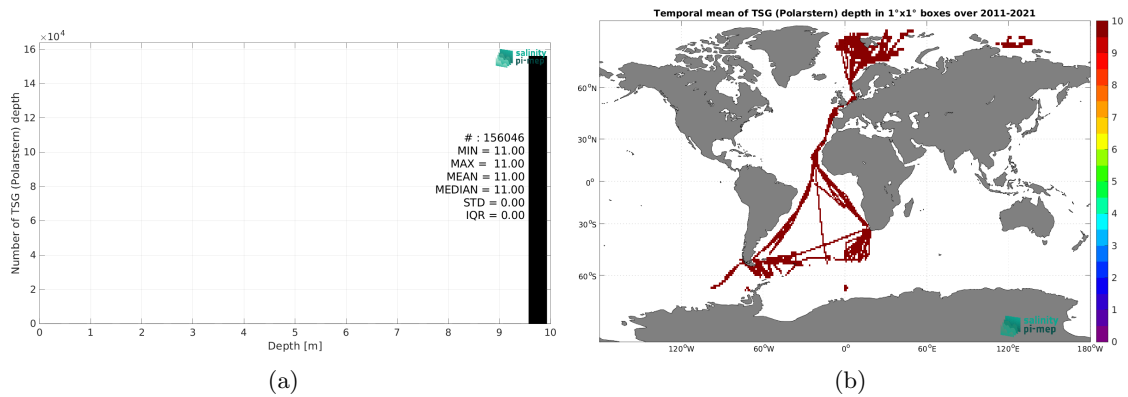 ×10⁴
16
14
12
10
8
6
4
2
0
Number of TSG (Polarstern) depth
salinity
pi-mep
# : 156046
MIN = 11.00
MAX = 11.00
MEAN = 11.00
MEDIAN = 11.00
STD = 0.00
IQR = 0.00
0 1 2 3 4 5 6 7 8 9 10
Depth [m]
(a)
Temporal mean of TSG (Polarstern) depth in 1°x1° boxes over 2011-2021
60°N
30°N
0°
30°S
60°S
120°W 60°W 0° 60°E 120°E 180°W
salinity
pi-mep
10
9
8
7
6
5
4
3
2
1
0
(b)